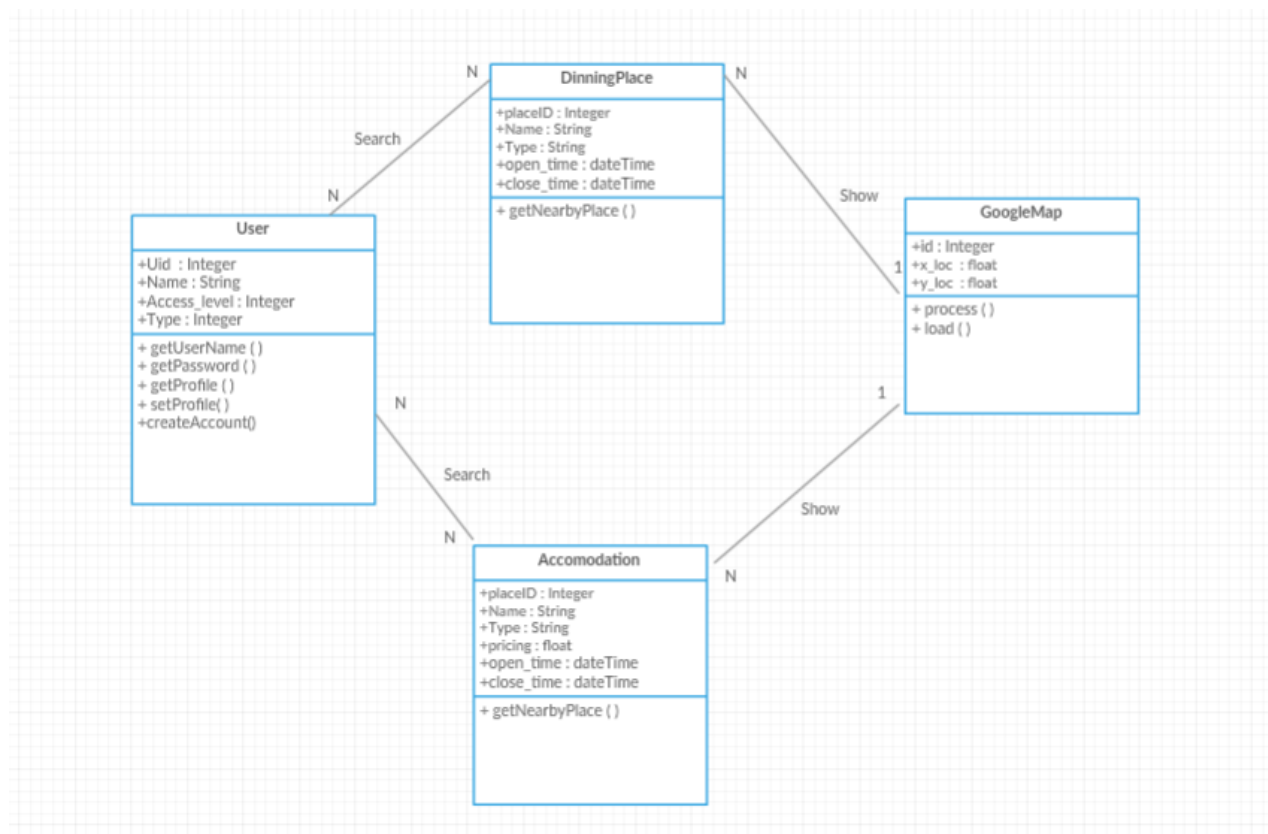 N
DinningPlace
N
+placeID : Integer
+Name : String
+Type : String
+open_time : dateTime
+close_time : dateTime
+ getNearbyPlace ( )
Search
N
Show
1
User
+Uid : Integer
+Name : String
+Access_level : Integer
+Type : Integer
+ getUserName ( )
+ getPassword ( )
+ getProfile ( )
+ setProfile( )
+createAccount()
GoogleMap
+id : Integer
+x_loc : float
+y_loc : float
+ process ( )
+ load ( )
N
Search
N
1
Show
N
Accomodation
+placeID : Integer
+Name : String
+Type : String
+pricing : float
+open_time : dateTime
+close_time : dateTime
+ getNearbyPlace ( )